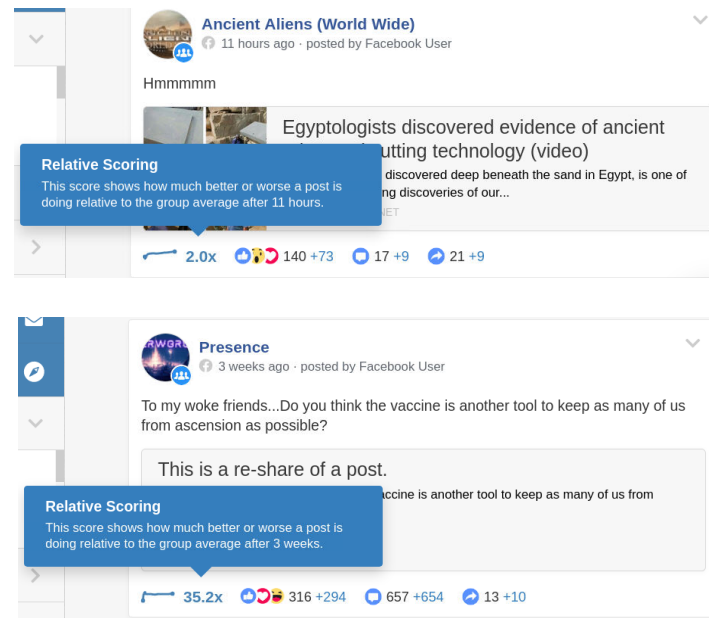 Ancient Aliens (World Wide)
11 hours ago · posted by Facebook User
Hmmmmm
Egyptologists discovered evidence of ancient
utting technology (video)
Relative Scoring
This score shows how much better or worse a post is
doing relative to the group average after 11 hours.
discovered deep beneath the sand in Egypt, is one of
ng discoveries of our...
NET
2.0x 140 +73 17 +9 21 +9
Presence
3 weeks ago · posted by Facebook User
To my woke friends...Do you think the vaccine is another tool to keep as many of us
from ascension as possible?
This is a re-share of a post.
accine is another tool to keep as many of us from
Relative Scoring
This score shows how much better or worse a post is
doing relative to the group average after 3 weeks.
35.2x 316 +294 657 +654 13 +10